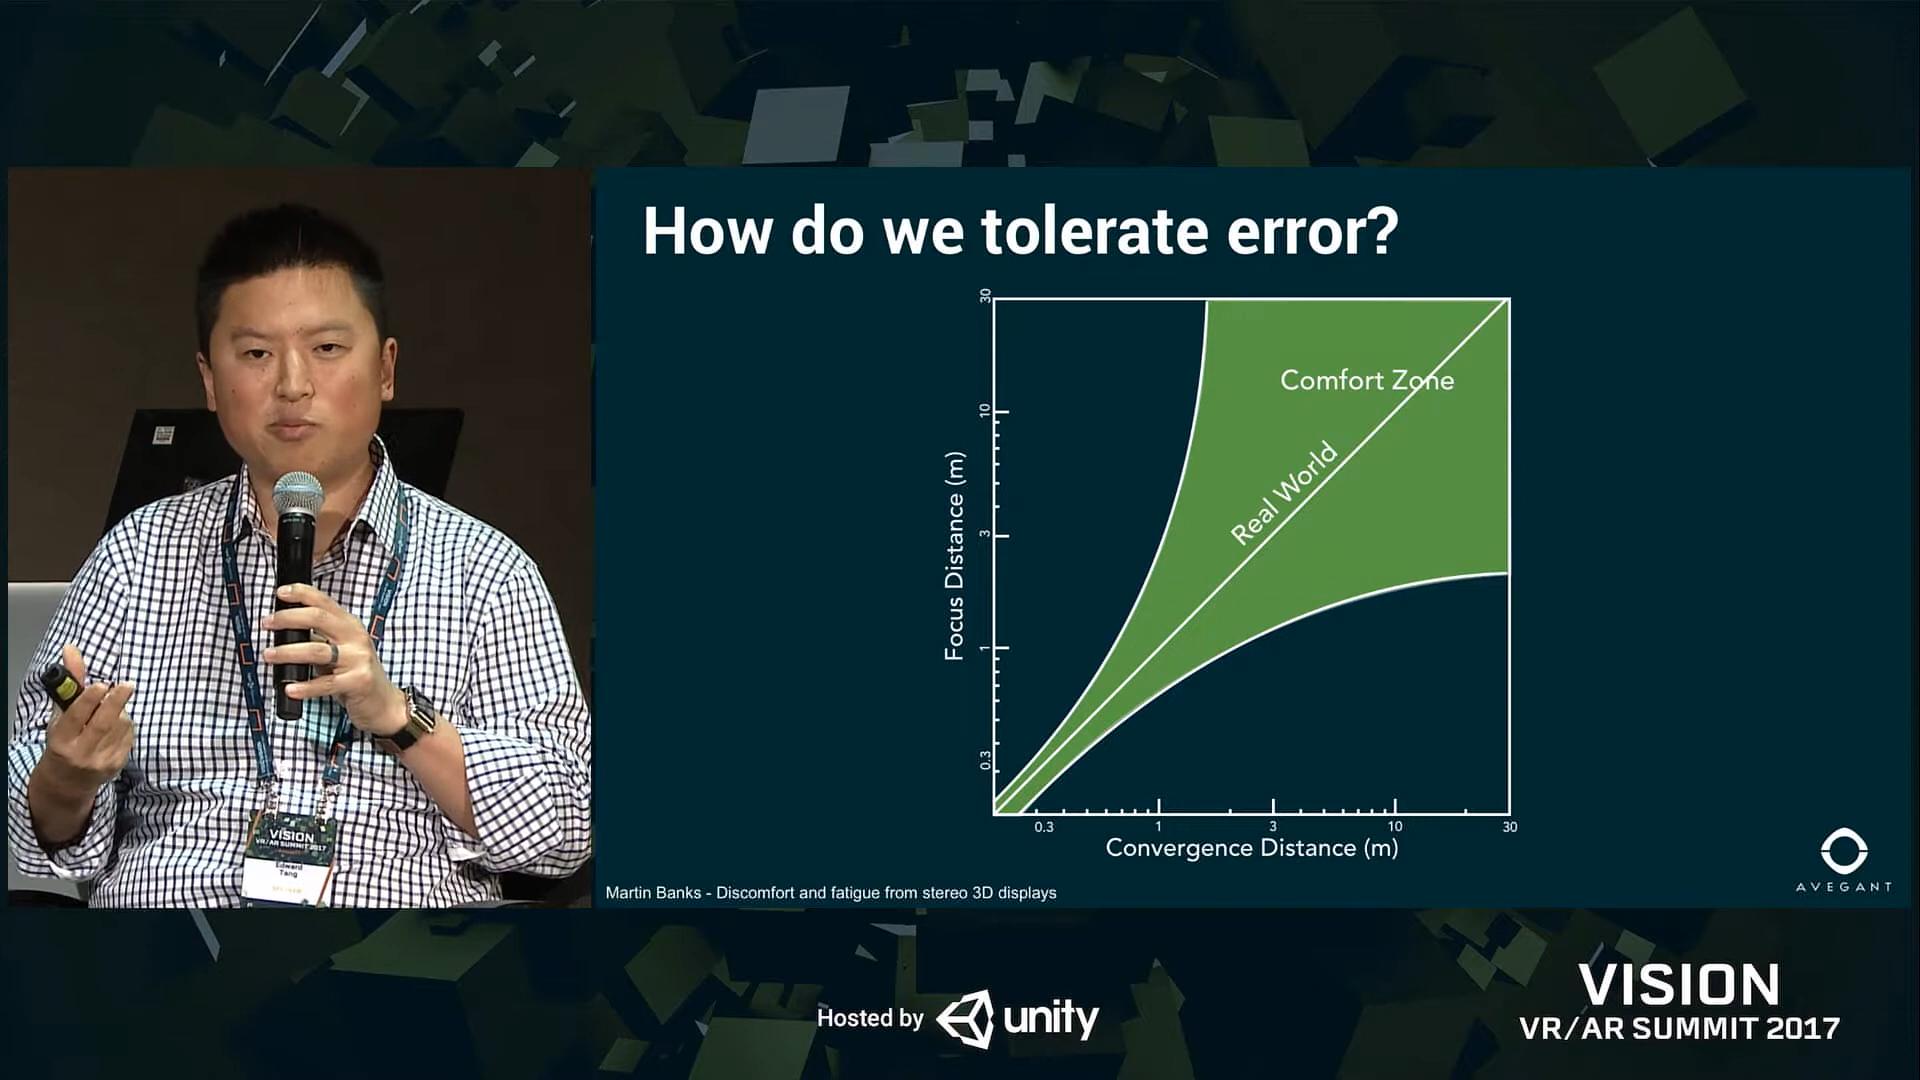 How do we tolerate error?
30
10
3
1
0.3
Focus Distance (m)
Comfort Zone
Real World
0.3
1
3
10
30
Convergence Distance (m)
Martin Banks - Discomfort and fatigue from stereo 3D displays
AVEGANT
VISION
VR/AR SUMMIT 2017
Edward
Tang
Hosted by unity
VISION
VR/AR SUMMIT 2017